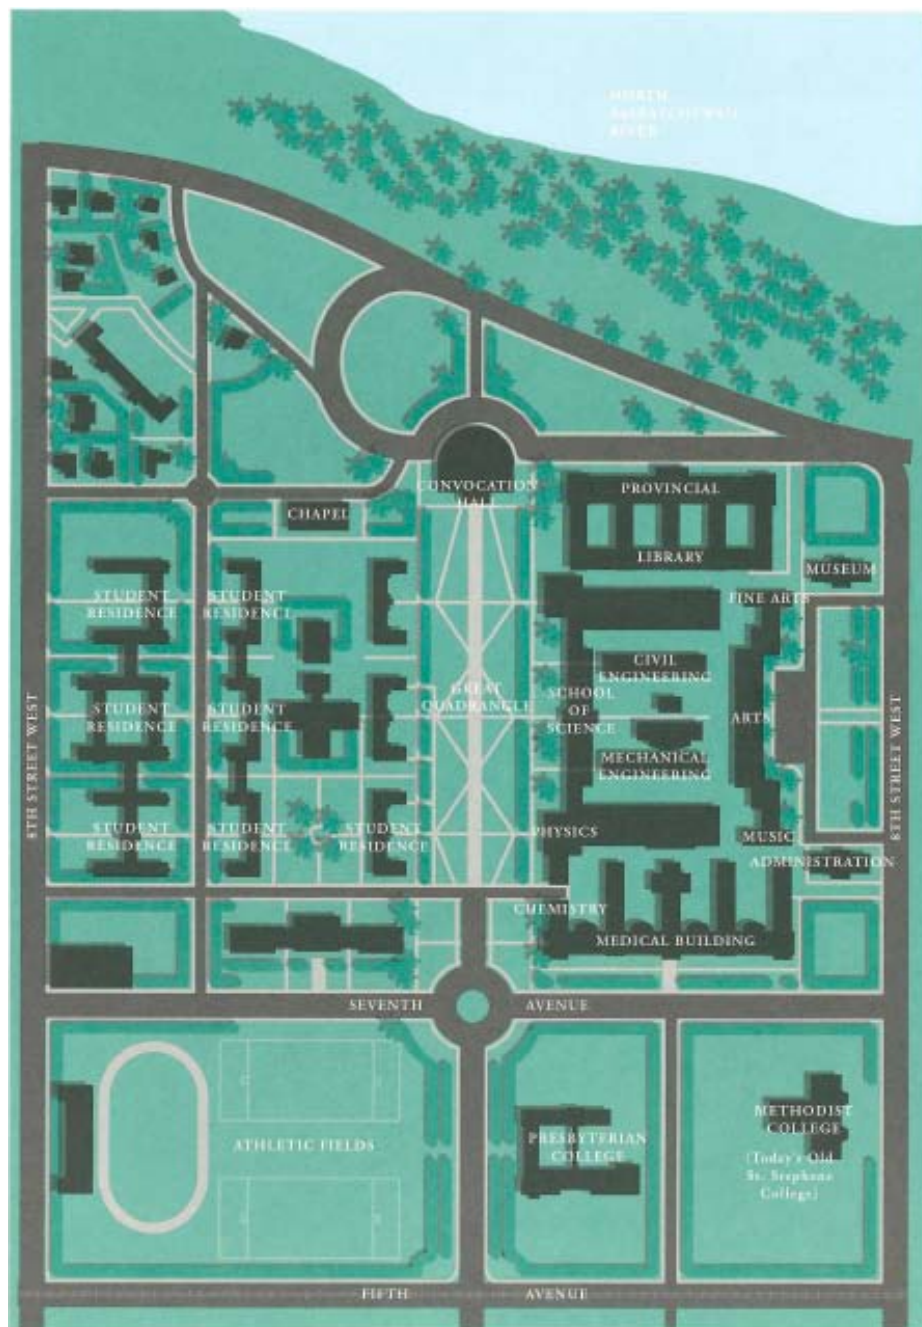 NORTH
SASKATCHEWAN
RIVER
CONVOCATION
HALL
PROVINCIAL
LIBRARY
CHAPEL
MUSEUM
STUDENT
RESIDENCE
STUDENT
RESIDENCE
FINE ARTS
CIVIL
ENGINEERING
GREAT
QUADRANGLE
SCHOOL
OF
SCIENCE
STUDENT
RESIDENCE
STUDENT
RESIDENCE
ARTS
MECHANICAL
ENGINEERING
8TH STREET WEST
8TH STREET WEST
STUDENT
RESIDENCE
STUDENT
RESIDENCE
STUDENT
RESIDENCE
PHYSICS
MUSIC
ADMINISTRATION
CHEMISTRY
MEDICAL BUILDING
SEVENTH AVENUE
ATHLETIC FIELDS
PRESBYTERIAN
COLLEGE
METHODIST
COLLEGE
(Today's Old
St. Stephens
College)
FIFTH AVENUE